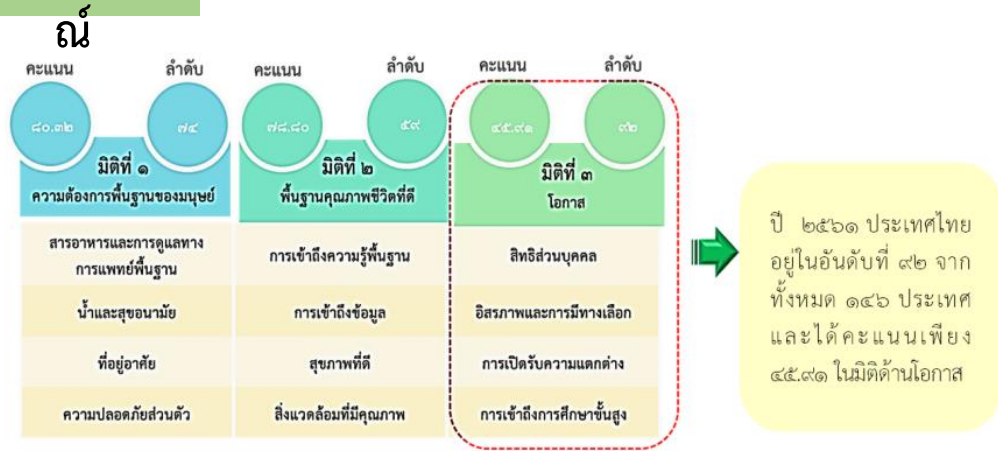 ณ์
คะแนน ลำดับ
๘๐.๓๒ ๗๔
มิติที่ ๑
ความต้องการพื้นฐานของมนุษย์
สารอาหารและการดูแลทาง
การแพทย์พื้นฐาน
น้ำและสุขอนามัย
ที่อยู่อาศัย
ความปลอดภัยส่วนตัว
คะแนน ลำดับ
๗๘.๘๐ ๕๙
มิติที่ ๒
พื้นฐานคุณภาพชีวิตที่ดี
การเข้าถึงความรู้พื้นฐาน
การเข้าถึงข้อมูล
สุขภาพที่ดี
สิ่งแวดล้อมที่มีคุณภาพ
คะแนน ลำดับ
๔๕.๙๑ ๙๒
มิติที่ ๓
โอกาส
สิทธิส่วนบุคคล
อิสรภาพและการมีทางเลือก
การเปิดรับความแตกต่าง
การเข้าถึงการศึกษาขั้นสูง
ปี ๒๕๖๑ ประเทศไทย
อยู่ในอันดับที่ ๙๒ จาก
ทั้งหมด ๑๔๖ ประเทศ
และได้คะแนนเพียง
๔๕.๙๑ ในมิติด้านโอกาส